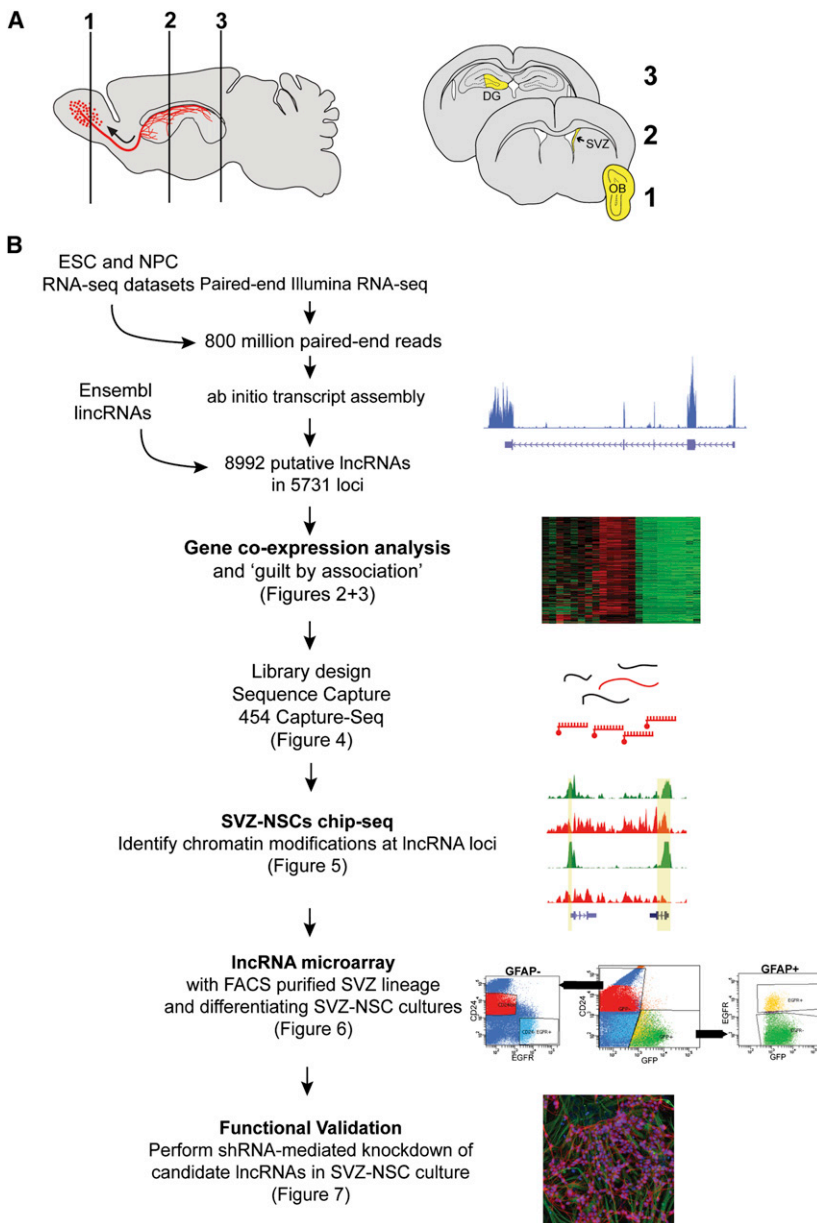 A
1
2
3
DG
3
2
SVZ
OB
1
B
ESC and NPC
RNA-seq datasets
Paired-end Illumina RNA-seq
800 million paired-end reads
Ensembl
lincRNAs
ab initio transcript assembly
8992 putative lncRNAs
in 5731 loci
Gene co-expression analysis
and ‘guilt by association’
(Figures 2+3)
Library design
Sequence Capture
454 Capture-Seq
(Figure 4)
SVZ-NSCs chip-seq
Identify chromatin modifications at lncRNA loci
(Figure 5)
lncRNA microarray
with FACS purified SVZ lineage
and differentiating SVZ-NSC cultures
(Figure 6)
GFAP-
CD24
EGFR
CD24
GFP
GFAP+
EGFR
GFP
Functional Validation
Perform shRNA-mediated knockdown of
candidate lncRNAs in SVZ-NSC culture
(Figure 7)